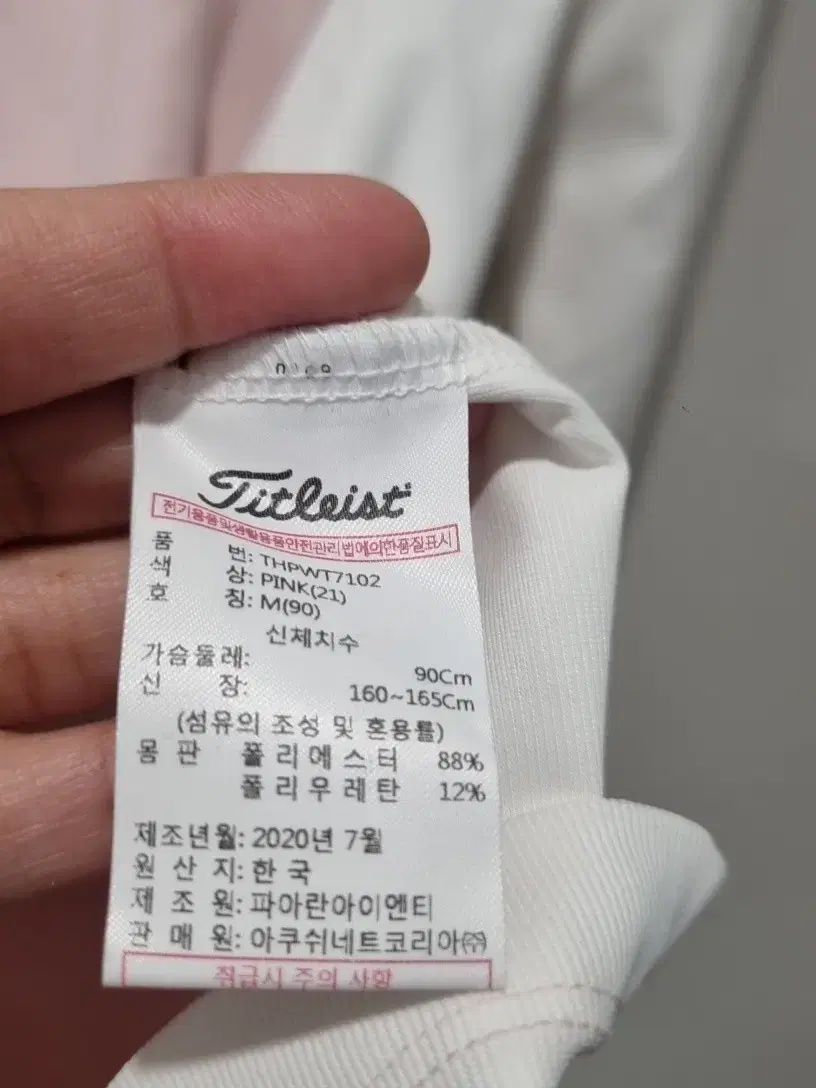 Titleist
전기용품및생활용품안전관리법에의한품질표시
품 번: THPWT7102
색 상: PINK(21)
호 칭: M(90)
신체치수
가슴둘레: 90Cm
신 장: 160~165Cm
(섬유의 조성 및 혼용률)
몸 판 폴리에스터 88%
폴리우레탄 12%
제조년월: 2020년 7월
원 산 지: 한 국
제 조 원: 파아란아이엔티
판 매 원: 아쿠쉬네트코리아㈜
취급시 주의 사항